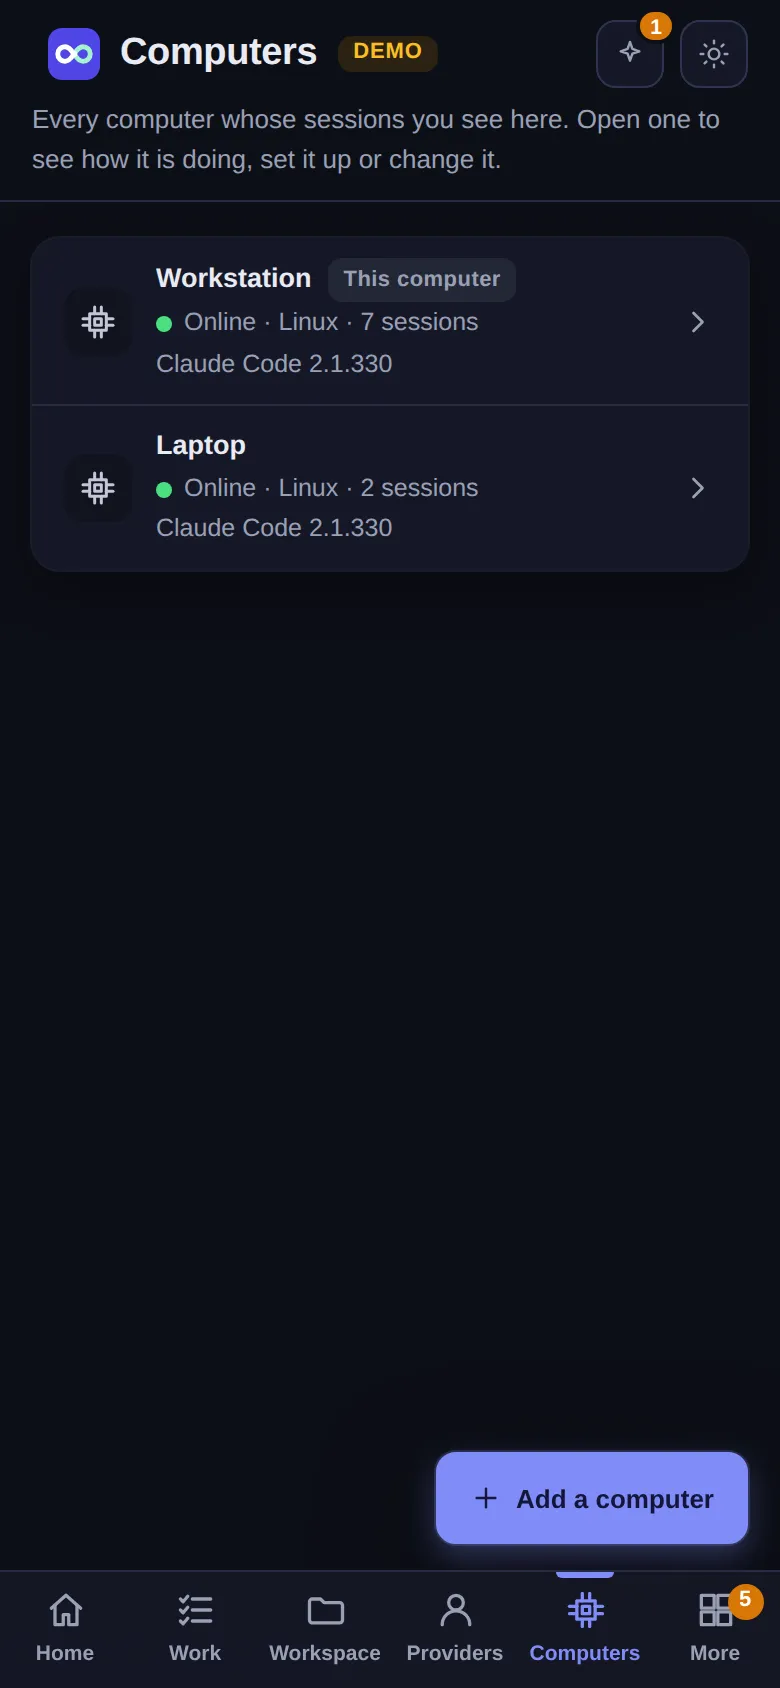 Computers DEMO
1
Every computer whose sessions you see here. Open one to
see how it is doing, set it up or change it.
Workstation This computer
Online · Linux · 7 sessions
Claude Code 2.1.330
Laptop
Online · Linux · 2 sessions
Claude Code 2.1.330
Add a computer
5
Home Work Workspace Providers Computers More